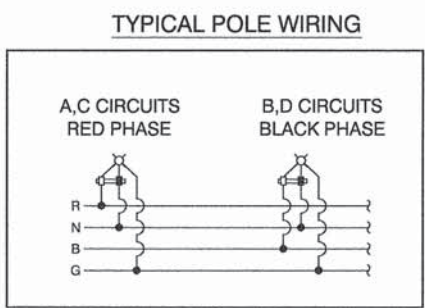 TYPICAL POLE WIRING
A,C CIRCUITS
RED PHASE
B,D CIRCUITS
BLACK PHASE
R
N
B
G